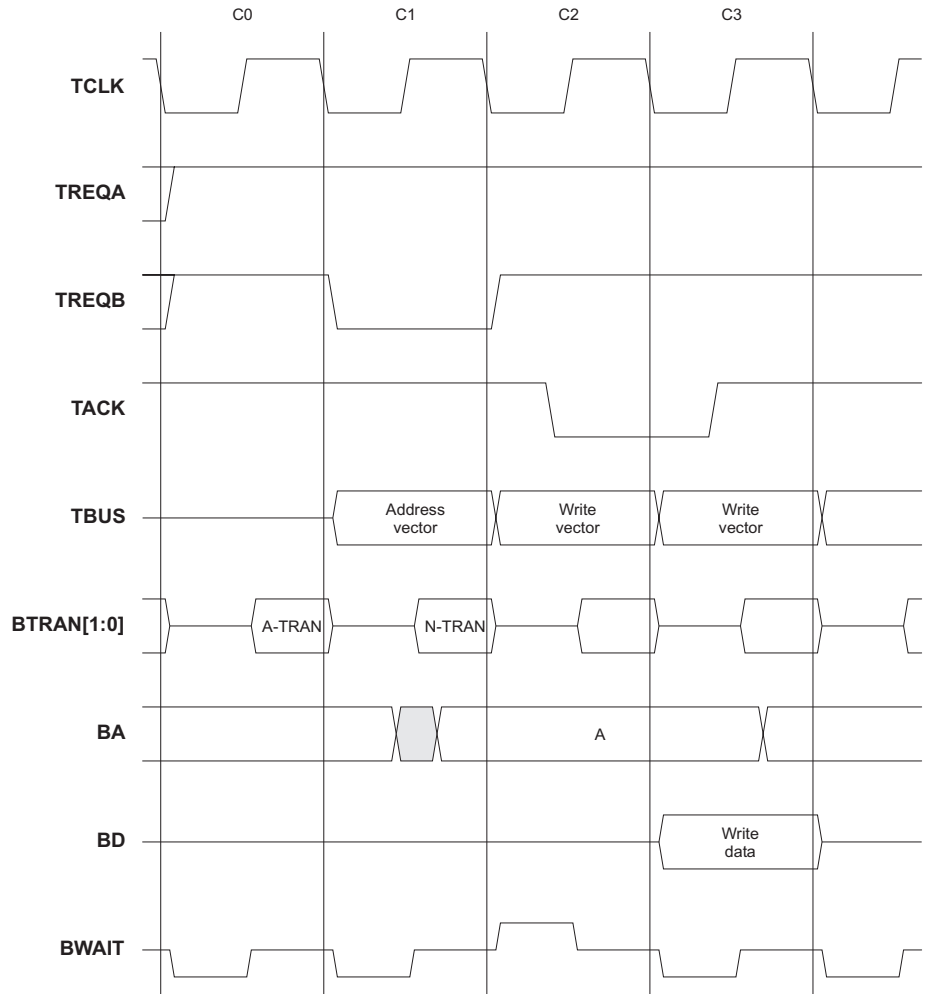 C0 C1 C2 C3
TCLK
TREQA
TREQB
TACK
TBUS
Address
vector
Write
vector
Write
vector
BTRAN[1:0]
A-TRAN
N-TRAN
BA
A
BD
Write
data
BWAIT